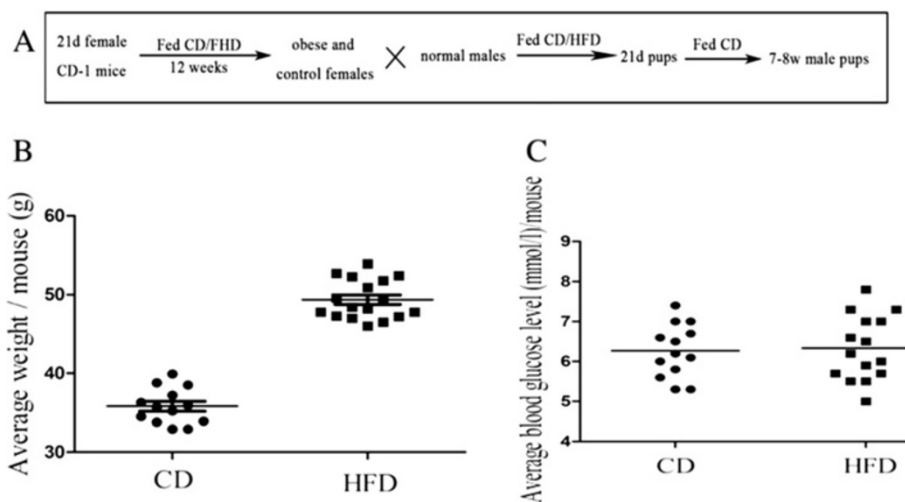 A
21d female
CD-1 mice
Fed CD/FHD
12 weeks
obese and
control females
normal males
Fed CD/HFD
21d pups
Fed CD
7-8w male pups
B
Average weight / mouse (g)
60
50
40
30
CD
HFD
C
Average blood glucose level (mmol/l)/mouse
9
8
7
6
5
4
CD
HFD